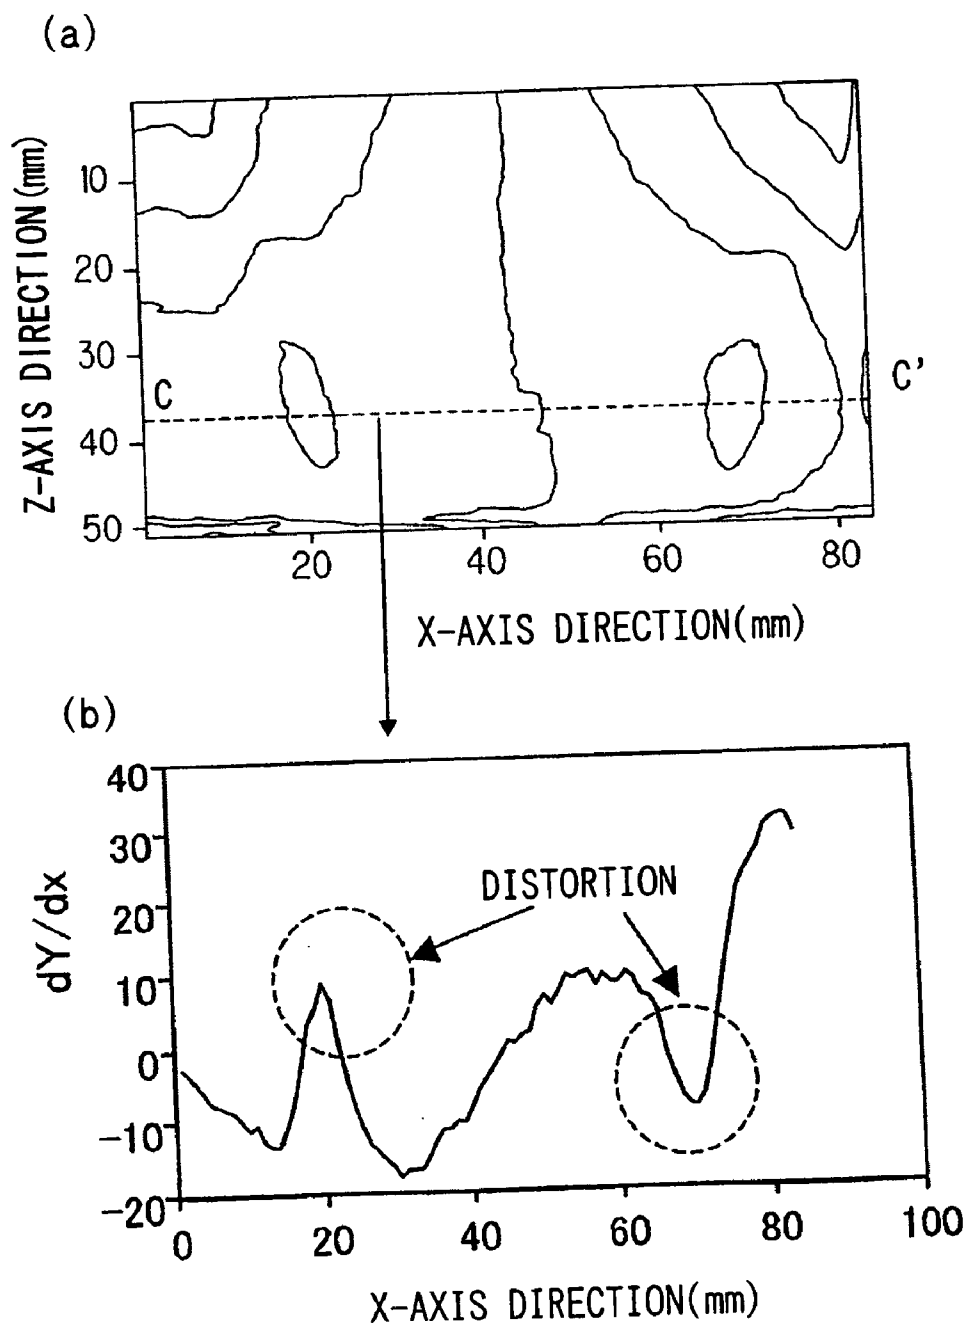 (a)
Z-AXIS DIRECTION(mm)
10
20
30
40
50
C
C'
20
40
60
80
X-AXIS DIRECTION(mm)
(b)
dY/dx
40
30
20
10
0
-10
-20
DISTORTION
0
20
40
60
80
100
X-AXIS DIRECTION(mm)